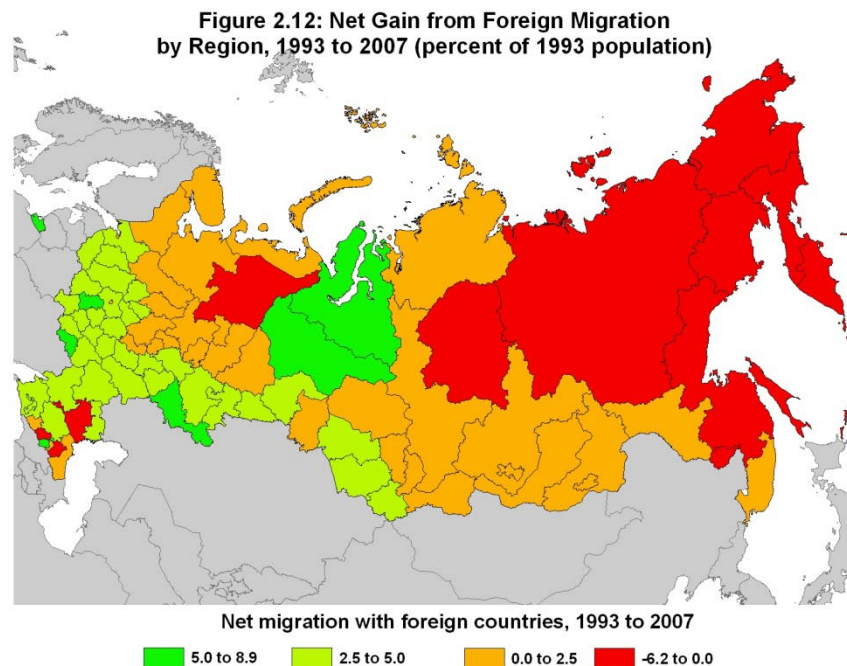 Figure 2.12: Net Gain from Foreign Migration
by Region, 1993 to 2007 (percent of 1993 population)
Net migration with foreign countries, 1993 to 2007
5.0 to 8.9 2.5 to 5.0 0.0 to 2.5 -6.2 to 0.0